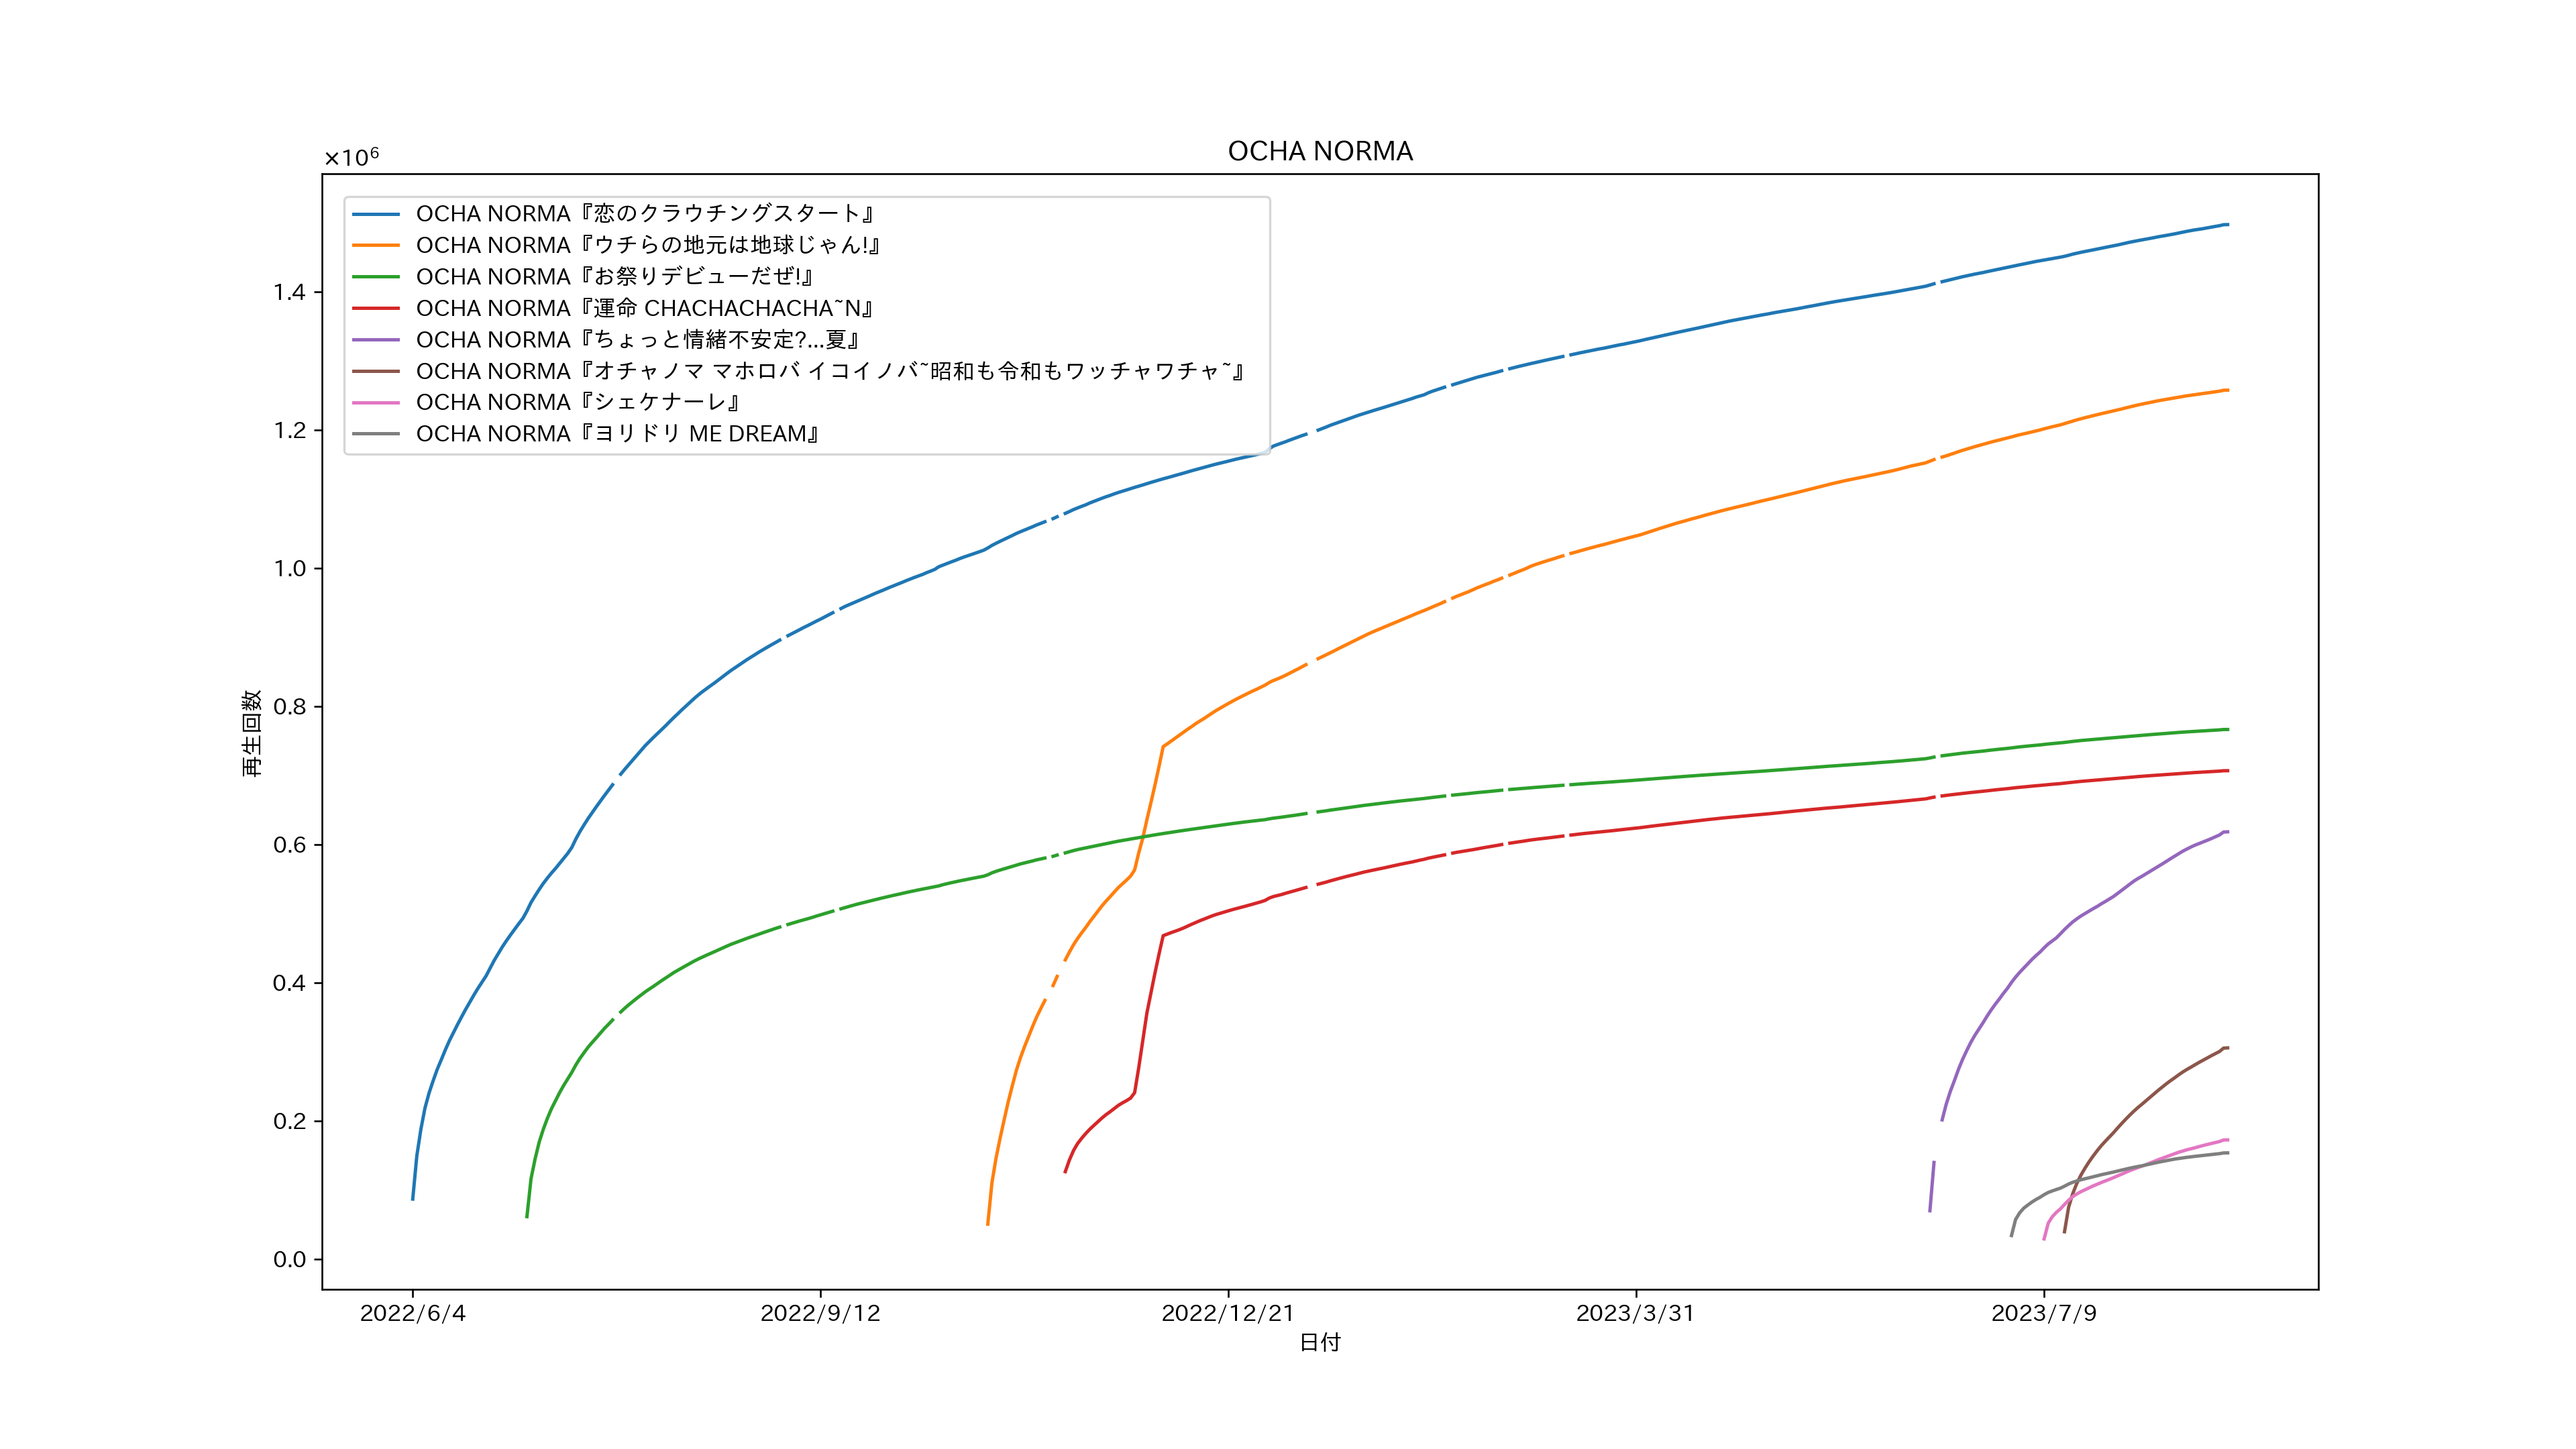 OCHA NORMA
×10⁶
OCHA NORMA『恋のクラウチングスタート』
OCHA NORMA『ウチらの地元は地球じゃん!』
OCHA NORMA『お祭りデビューだぜ!』
OCHA NORMA『運命 CHACHACHACHA~N』
OCHA NORMA『ちょっと情緒不安定?...夏』
OCHA NORMA『オチャノマ マホロバ イコイノバ~昭和も令和もワッチャワチャ~』
OCHA NORMA『シェケナーレ』
OCHA NORMA『ヨリドリ ME DREAM』
1.4
1.2
1.0
0.8
0.6
0.4
0.2
0.0
再生回数
2022/6/4
2022/9/12
2022/12/21
2023/3/31
2023/7/9
日付